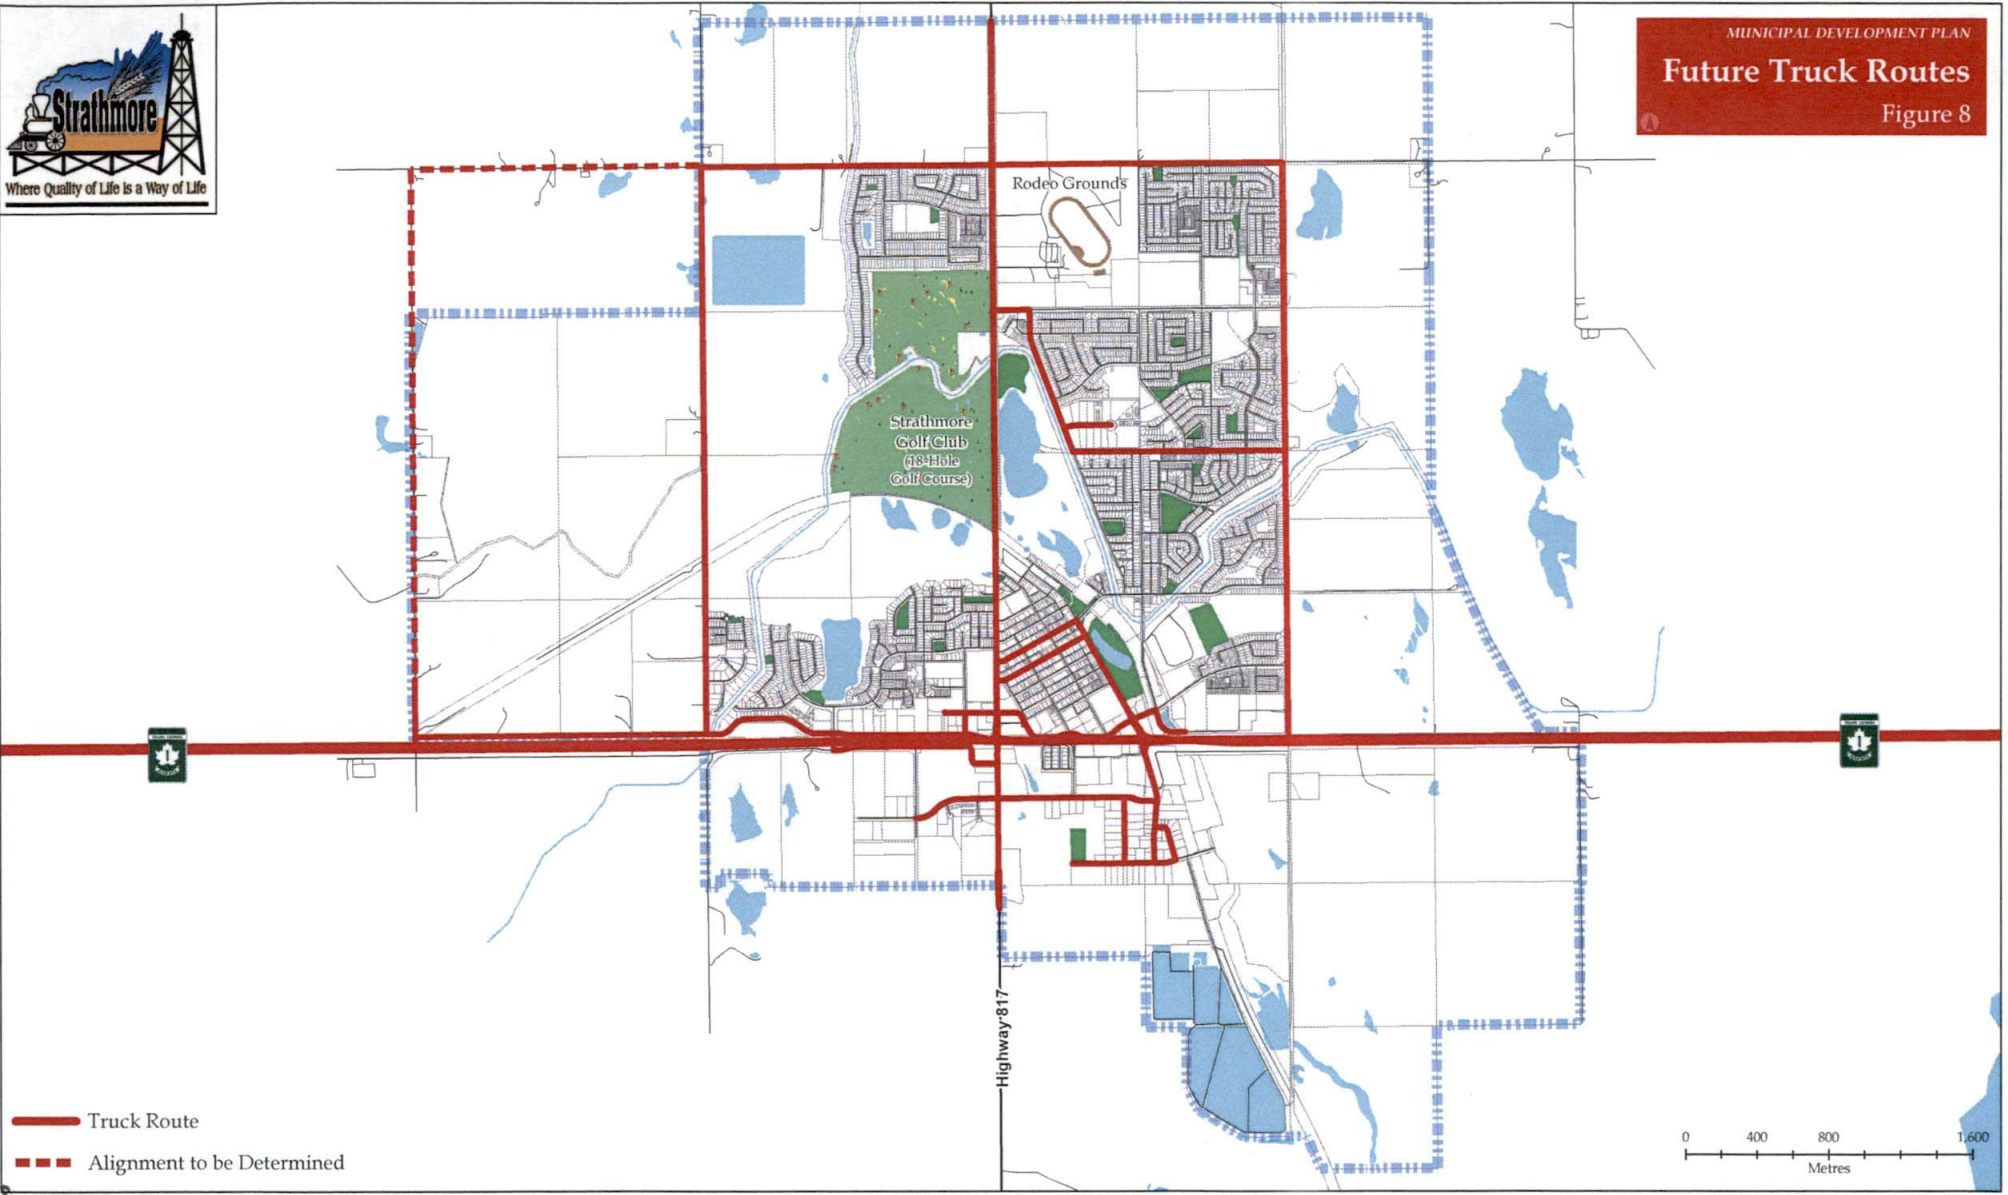 Strathmore
Where Quality of Life is a Way of Life
MUNICIPAL DEVELOPMENT PLAN
Future Truck Routes
Figure 8
Rodeo Grounds
Strathmore
Golf Club
(18-Hole
Golf Course)
1
1
Highway 817
Truck Route
Alignment to be Determined
0 400 800 1,600
Metres